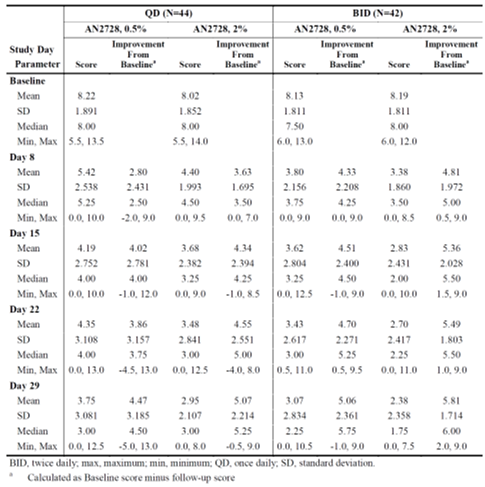 QD (N=44) BID (N=42)
AN2728, 0.5% AN2728, 2% AN2728, 0.5% AN2728, 2%
Study Day Parameter Score Improvement From Baselineª Score Improvement From Baselineª Score Improvement From Baselineª Score Improvement From Baselineª
Baseline
Mean 8.22 8.02 8.13 8.19
SD 1.891 1.852 1.811 1.811
Median 8.00 8.00 7.50 8.00
Min, Max 5.5, 13.5 5.5, 14.0 6.0, 13.0 6.0, 12.0
Day 8
Mean 5.42 2.80 4.40 3.63 3.80 4.33 3.38 4.81
SD 2.538 2.431 1.993 1.695 2.156 2.208 1.860 1.972
Median 5.25 2.50 4.50 3.50 3.75 4.25 3.50 5.00
Min, Max 0.0, 10.0 -2.0, 9.0 0.0, 9.5 0.0, 7.0 0.0, 9.0 0.0, 9.0 0.0, 8.5 0.5, 9.0
Day 15
Mean 4.19 4.02 3.68 4.34 3.62 4.51 2.83 5.36
SD 2.752 2.781 2.382 2.394 2.804 2.400 2.431 2.028
Median 4.00 4.00 3.25 4.25 3.25 4.50 2.00 5.50
Min, Max 0.0, 10.0 -1.0, 12.0 0.0, 9.0 -1.0, 8.5 0.0, 12.5 -1.0, 9.0 0.0, 10.0 1.5, 9.0
Day 22
Mean 4.35 3.86 3.48 4.55 3.43 4.70 2.70 5.49
SD 3.108 3.157 2.841 2.551 2.617 2.271 2.417 1.803
Median 4.00 3.75 3.00 5.00 3.00 5.25 2.25 5.50
Min, Max 0.0, 13.0 -4.5, 13.0 0.0, 12.5 -4.0, 8.0 0.5, 11.0 0.5, 9.5 0.0, 11.0 1.0, 9.0
Day 29
Mean 3.75 4.47 2.95 5.07 3.07 5.06 2.38 5.81
SD 3.081 3.185 2.107 2.214 2.834 2.361 2.358 1.714
Median 3.00 4.50 3.00 5.25 2.25 5.75 1.75 6.00
Min, Max 0.0, 12.5 -5.0, 13.0 0.0, 8.0 -0.5, 9.0 0.0, 10.5 -1.0, 9.0 0.0, 7.5 2.0, 9.0
BID, twice daily; max, maximum; min, minimum; QD, once daily; SD, standard deviation.
ª Calculated as Baseline score minus follow-up score